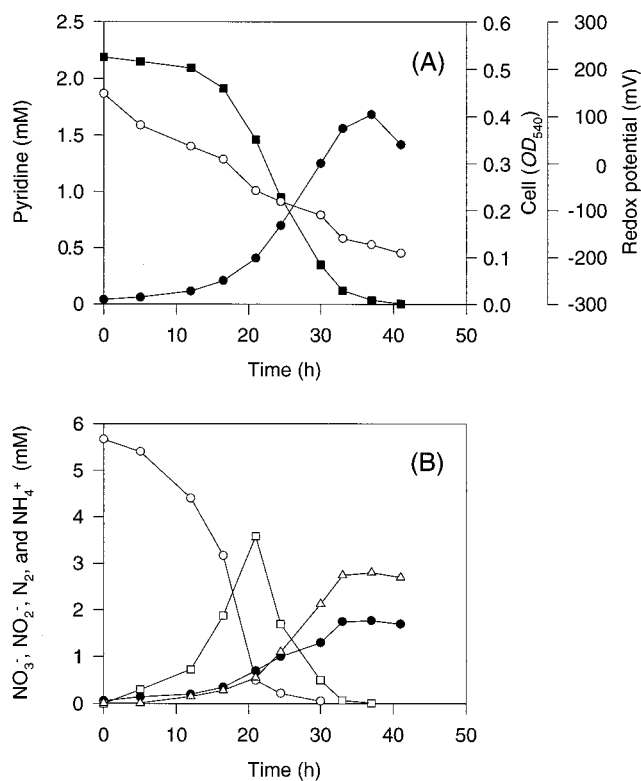 (A)
Pyridine (mM)
2.5
2.0
1.5
1.0
0.5
0
0.6
0.5
0.4
0.3
0.2
0.1
0.0
Cell (OD540)
300
200
100
0
-100
-200
-300
Redox potential (mV)
0 10 20 30 40 50
Time (h)
(B)
NO3-, NO2-, N2, and NH4+ (mM)
6
5
4
3
2
1
0
0 10 20 30 40 50
Time (h)